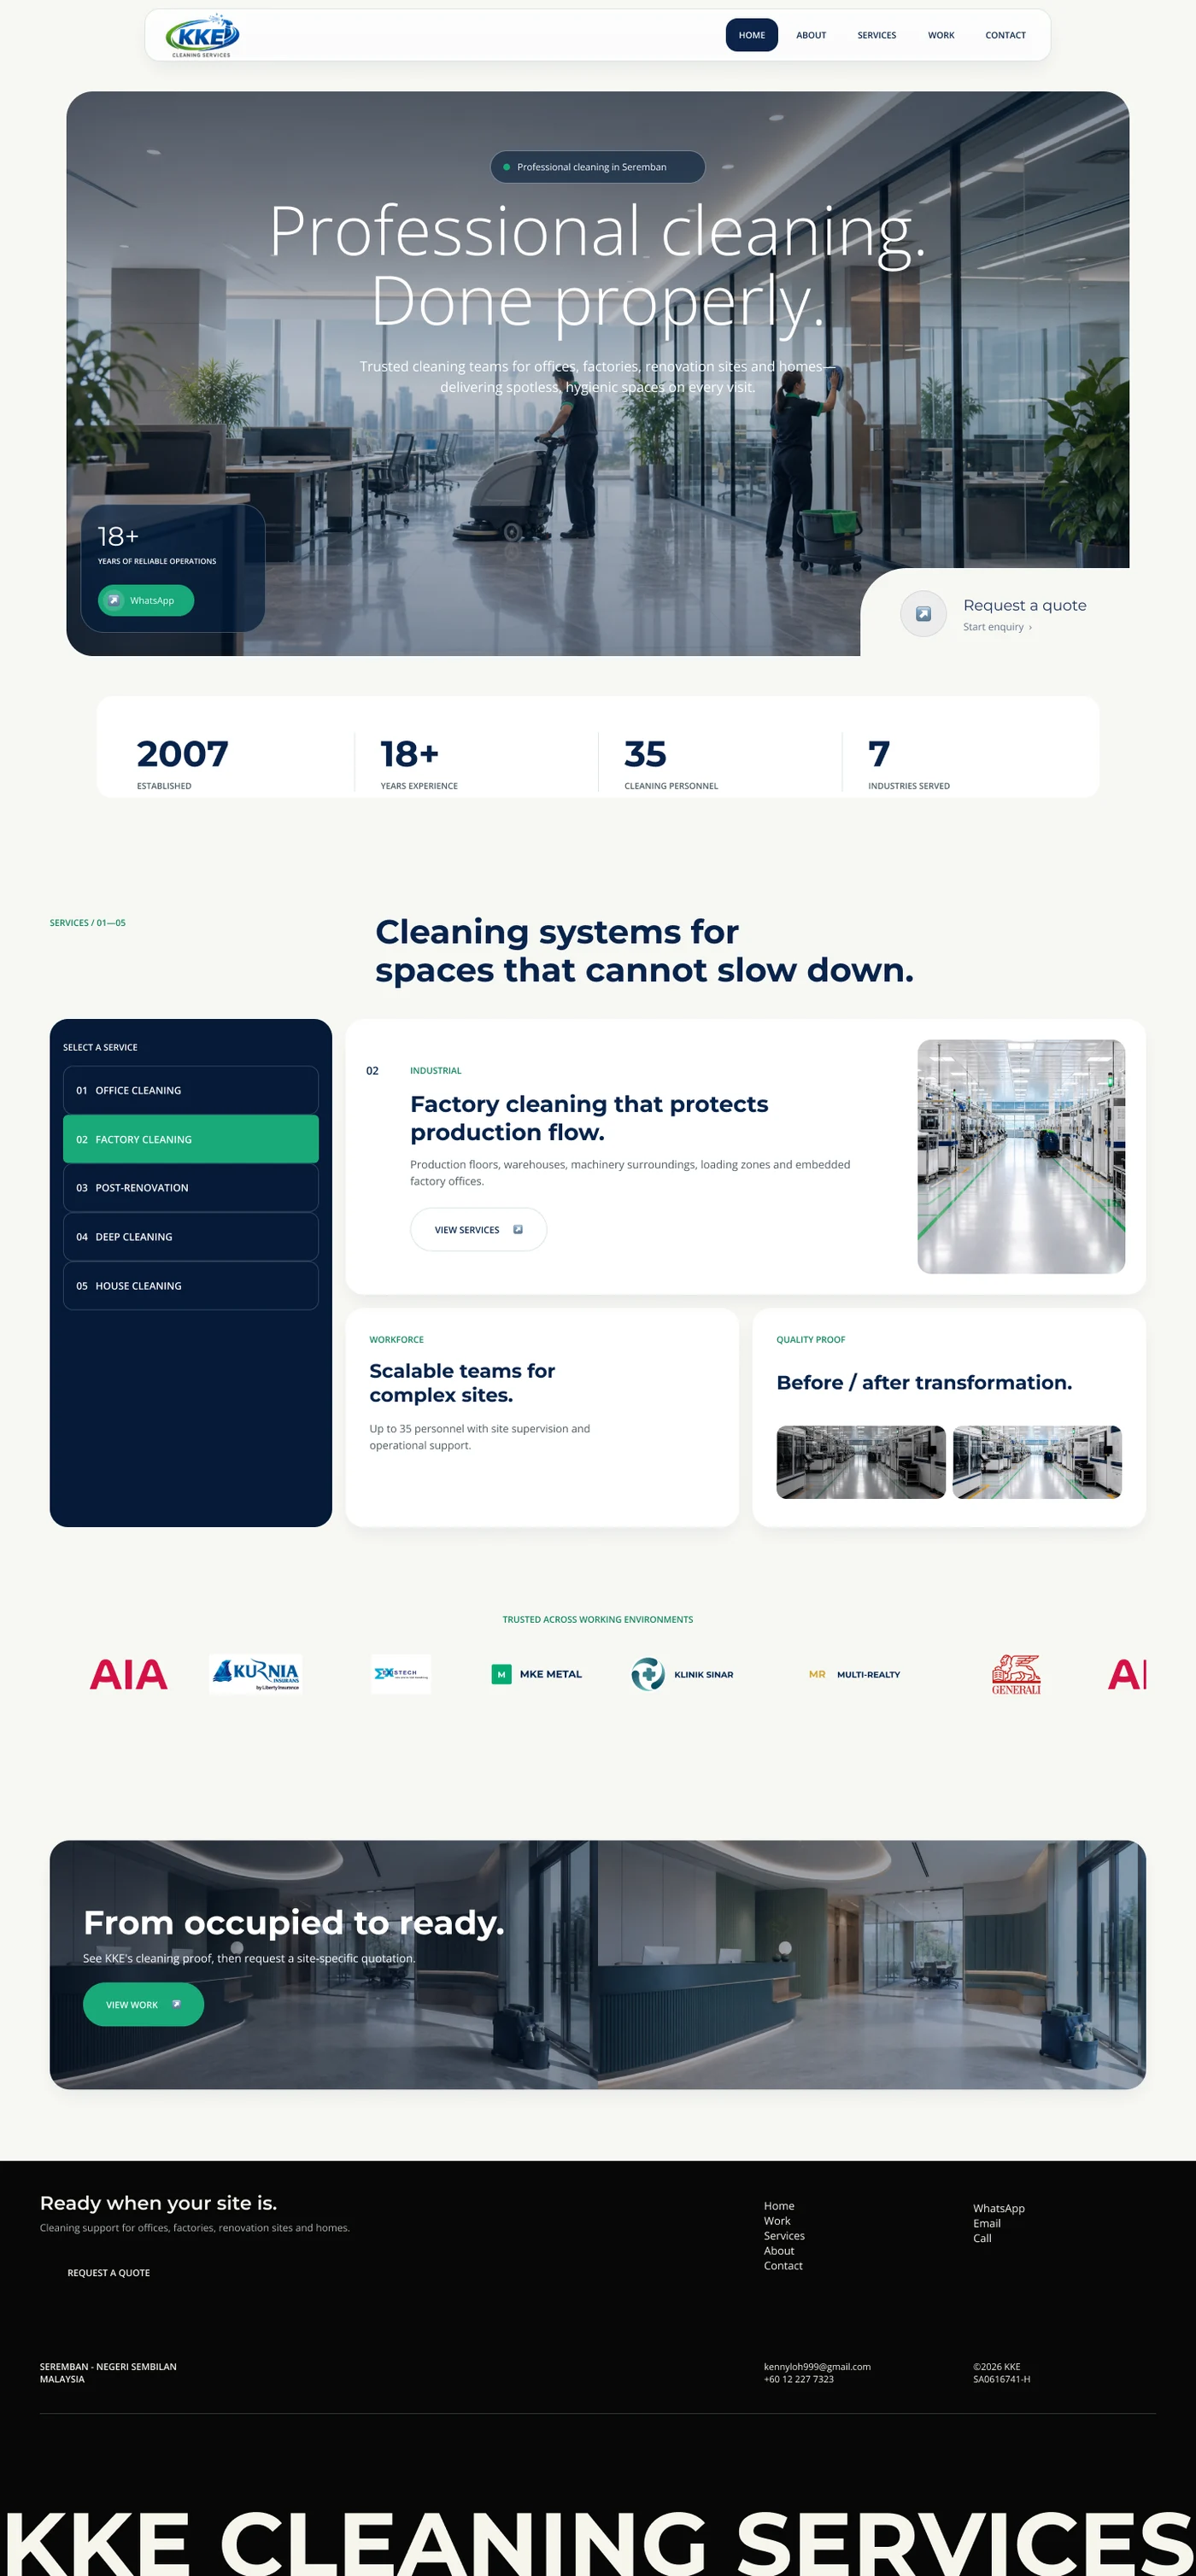 KKE
CLEANING SERVICES
HOME
ABOUT
SERVICES
WORK
CONTACT
Professional cleaning in Seremban
Professional cleaning.
Done properly.
Trusted cleaning teams for offices, factories, renovation sites and homes—
delivering spotless, hygienic spaces on every visit.
18+
YEARS OF RELIABLE OPERATIONS
WhatsApp
Request a quote
Start enquiry ›
2007
ESTABLISHED
18+
YEARS EXPERIENCE
35
CLEANING PERSONNEL
7
INDUSTRIES SERVED
SERVICES / 01—05
Cleaning systems for
spaces that cannot slow down.
SELECT A SERVICE
01 OFFICE CLEANING
02 FACTORY CLEANING
03 POST-RENOVATION
04 DEEP CLEANING
05 HOUSE CLEANING
02
INDUSTRIAL
Factory cleaning that protects
production flow.
Production floors, warehouses, machinery surroundings, loading zones and embedded
factory offices.
VIEW SERVICES
WORKFORCE
Scalable teams for
complex sites.
Up to 35 personnel with site supervision and
operational support.
QUALITY PROOF
Before / after transformation.
TRUSTED ACROSS WORKING ENVIRONMENTS
AIA
KURNIA
INSURANS
by Liberty Insurance
STECH
M MKE METAL
KLINIK SINAR
MR MULTI-REALTY
GENERALI
AI
From occupied to ready.
See KKE's cleaning proof, then request a site-specific quotation.
VIEW WORK
Ready when your site is.
Cleaning support for offices, factories, renovation sites and homes.
REQUEST A QUOTE
Home
Work
Services
About
Contact
WhatsApp
Email
Call
SEREMBAN - NEGERI SEMBILAN
MALAYSIA
kennyloh999@gmail.com
+60 12 227 7323
©2026 KKE
SA0616741-H
KKE CLEANING SERVICES